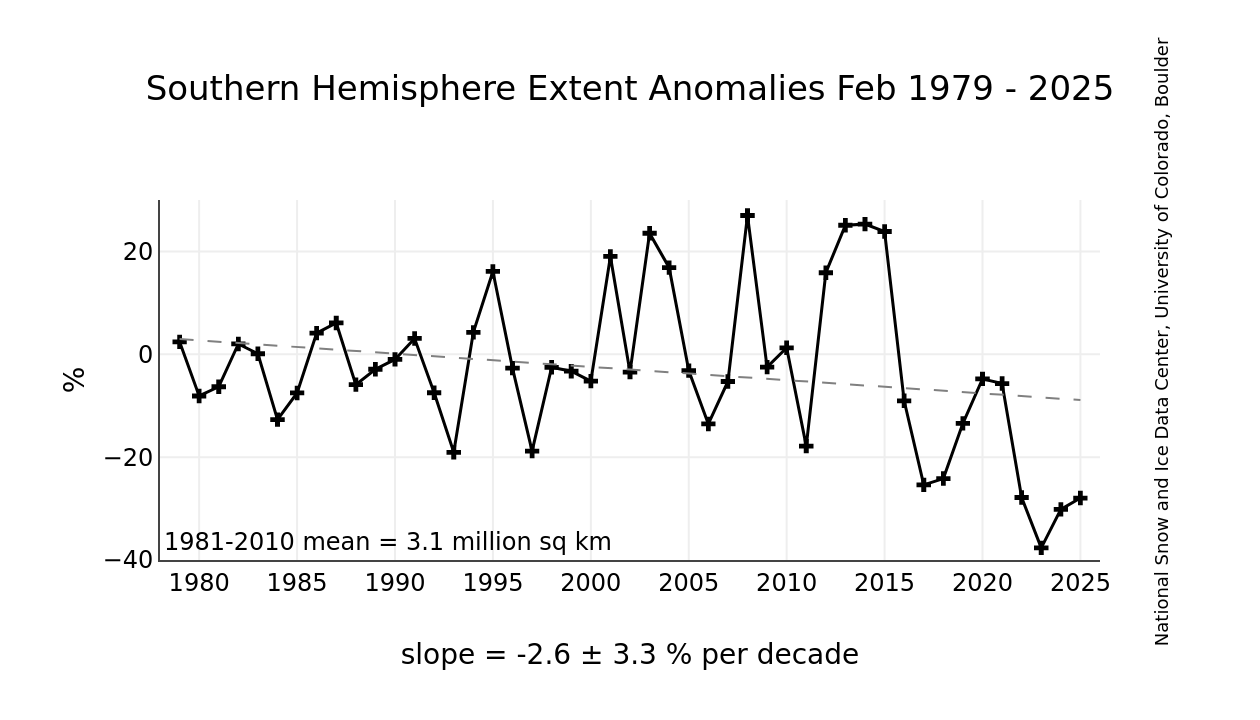 Southern Hemisphere Extent Anomalies Feb 1979 - 2025
National Snow and Ice Data Center, University of Colorado, Boulder
%
20
0
−20
−40
1981-2010 mean = 3.1 million sq km
1980 1985 1990 1995 2000 2005 2010 2015 2020 2025
slope = -2.6 ± 3.3 % per decade